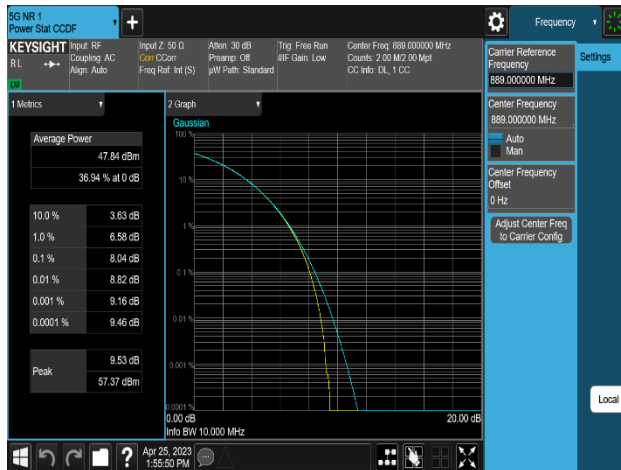 5G NR 1
Power Stat CCDF
Frequency
KEYSIGHT
RL
Input: RF
Coupling: AC
Align: Auto
Input Z: 50 Ω
Corr CCorr
Freq Ref: Int (S)
Atten: 30 dB
Preamp: Off
µW Path: Standard
Trig: Free Run
#IF Gain: Low
Center Freq: 889.000000 MHz
Counts: 2.00 M/2.00 Mpt
CC Info: DL, 1 CC
1 Metrics
Average Power
47.84 dBm
36.94 % at 0 dB
10.0 % 3.63 dB
1.0 % 6.58 dB
0.1 % 8.04 dB
0.01 % 8.82 dB
0.001 % 9.16 dB
0.0001 % 9.46 dB
Peak 9.53 dB
57.37 dBm
2 Graph
Gaussian
100 %
10 %
1 %
0.1 %
0.01 %
0.001 %
0.0001 %
0.00 dB 20.00 dB
Info BW 10.000 MHz
Carrier Reference
Frequency
889.000000 MHz
Center Frequency
889.000000 MHz
Auto
Man
Center Frequency
Offset
0 Hz
Adjust Center Freq
to Carrier Config
Settings
Local
?
Apr 25, 2023
1:55:50 PM